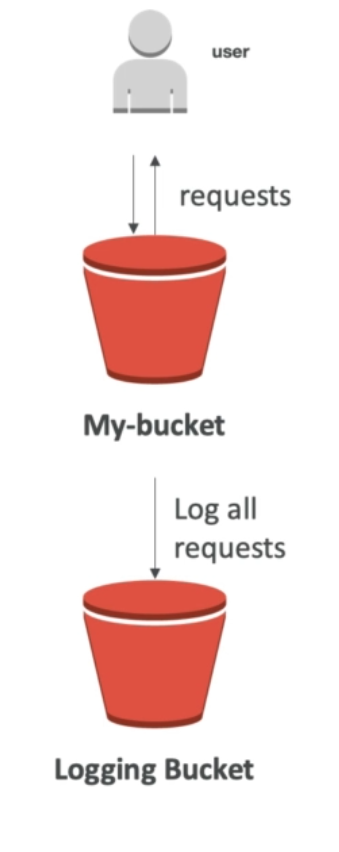 user
requests
My-bucket
Log all
requests
Logging Bucket